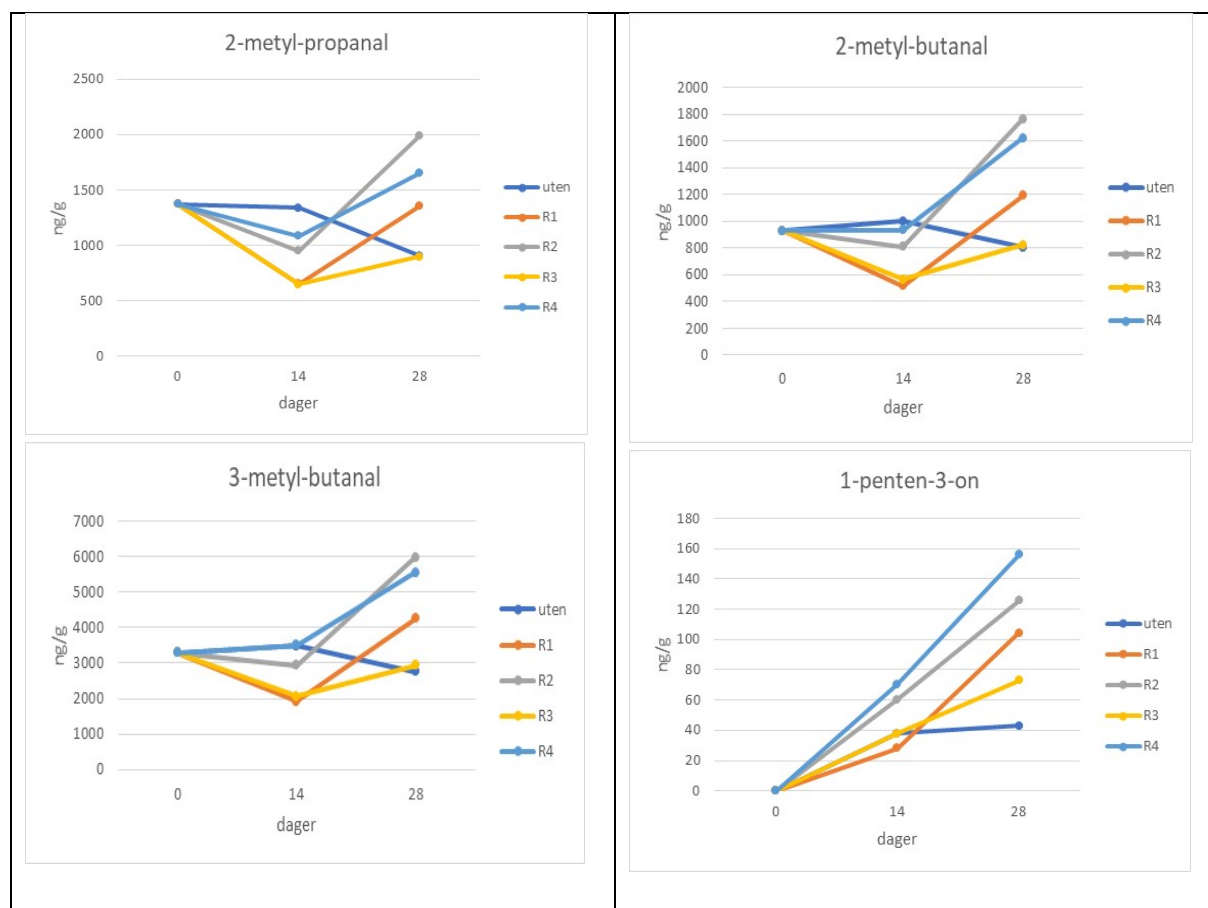 2-metyl-propanal
2500
2000
1500
1000
500
0
ng/g
0 14 28
dager
uten
R1
R2
R3
R4
2-metyl-butanal
2000
1800
1600
1400
1200
1000
800
600
400
200
0
ng/g
0 14 28
dager
uten
R1
R2
R3
R4
3-metyl-butanal
7000
6000
5000
4000
3000
2000
1000
0
ng/g
0 14 28
dager
uten
R1
R2
R3
R4
1-penten-3-on
180
160
140
120
100
80
60
40
20
0
ng/g
0 14 28
dager
uten
R1
R2
R3
R4